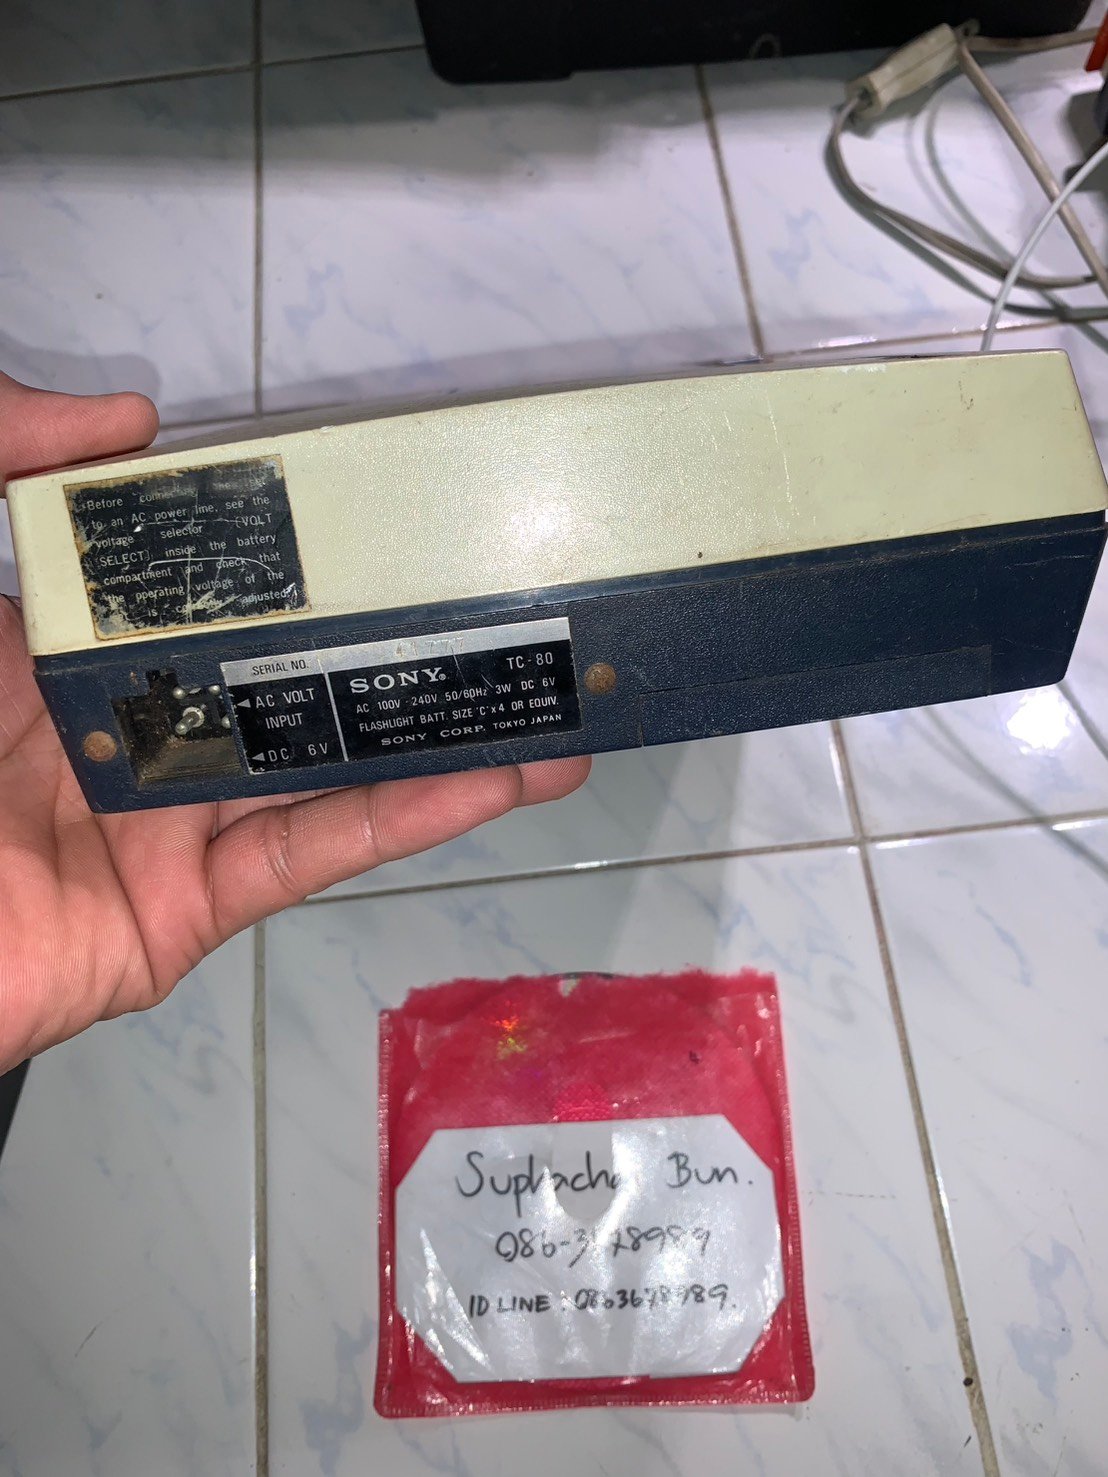 Before
to an AC power line, see the
voltage selector (VOLT
SELECT), inside the battery
compartment and check that
the operating voltage of the
is adjusted
SERIAL NO.
◀AC VOLT
INPUT
◀DC 6V
SONY® TC-80
AC 100V-240V 50/60Hz 3W DC 6V
FLASHLIGHT BATT. SIZE 'C' x 4 OR EQUIV.
SONY CORP. TOKYO JAPAN
Bun.
ID LINE :